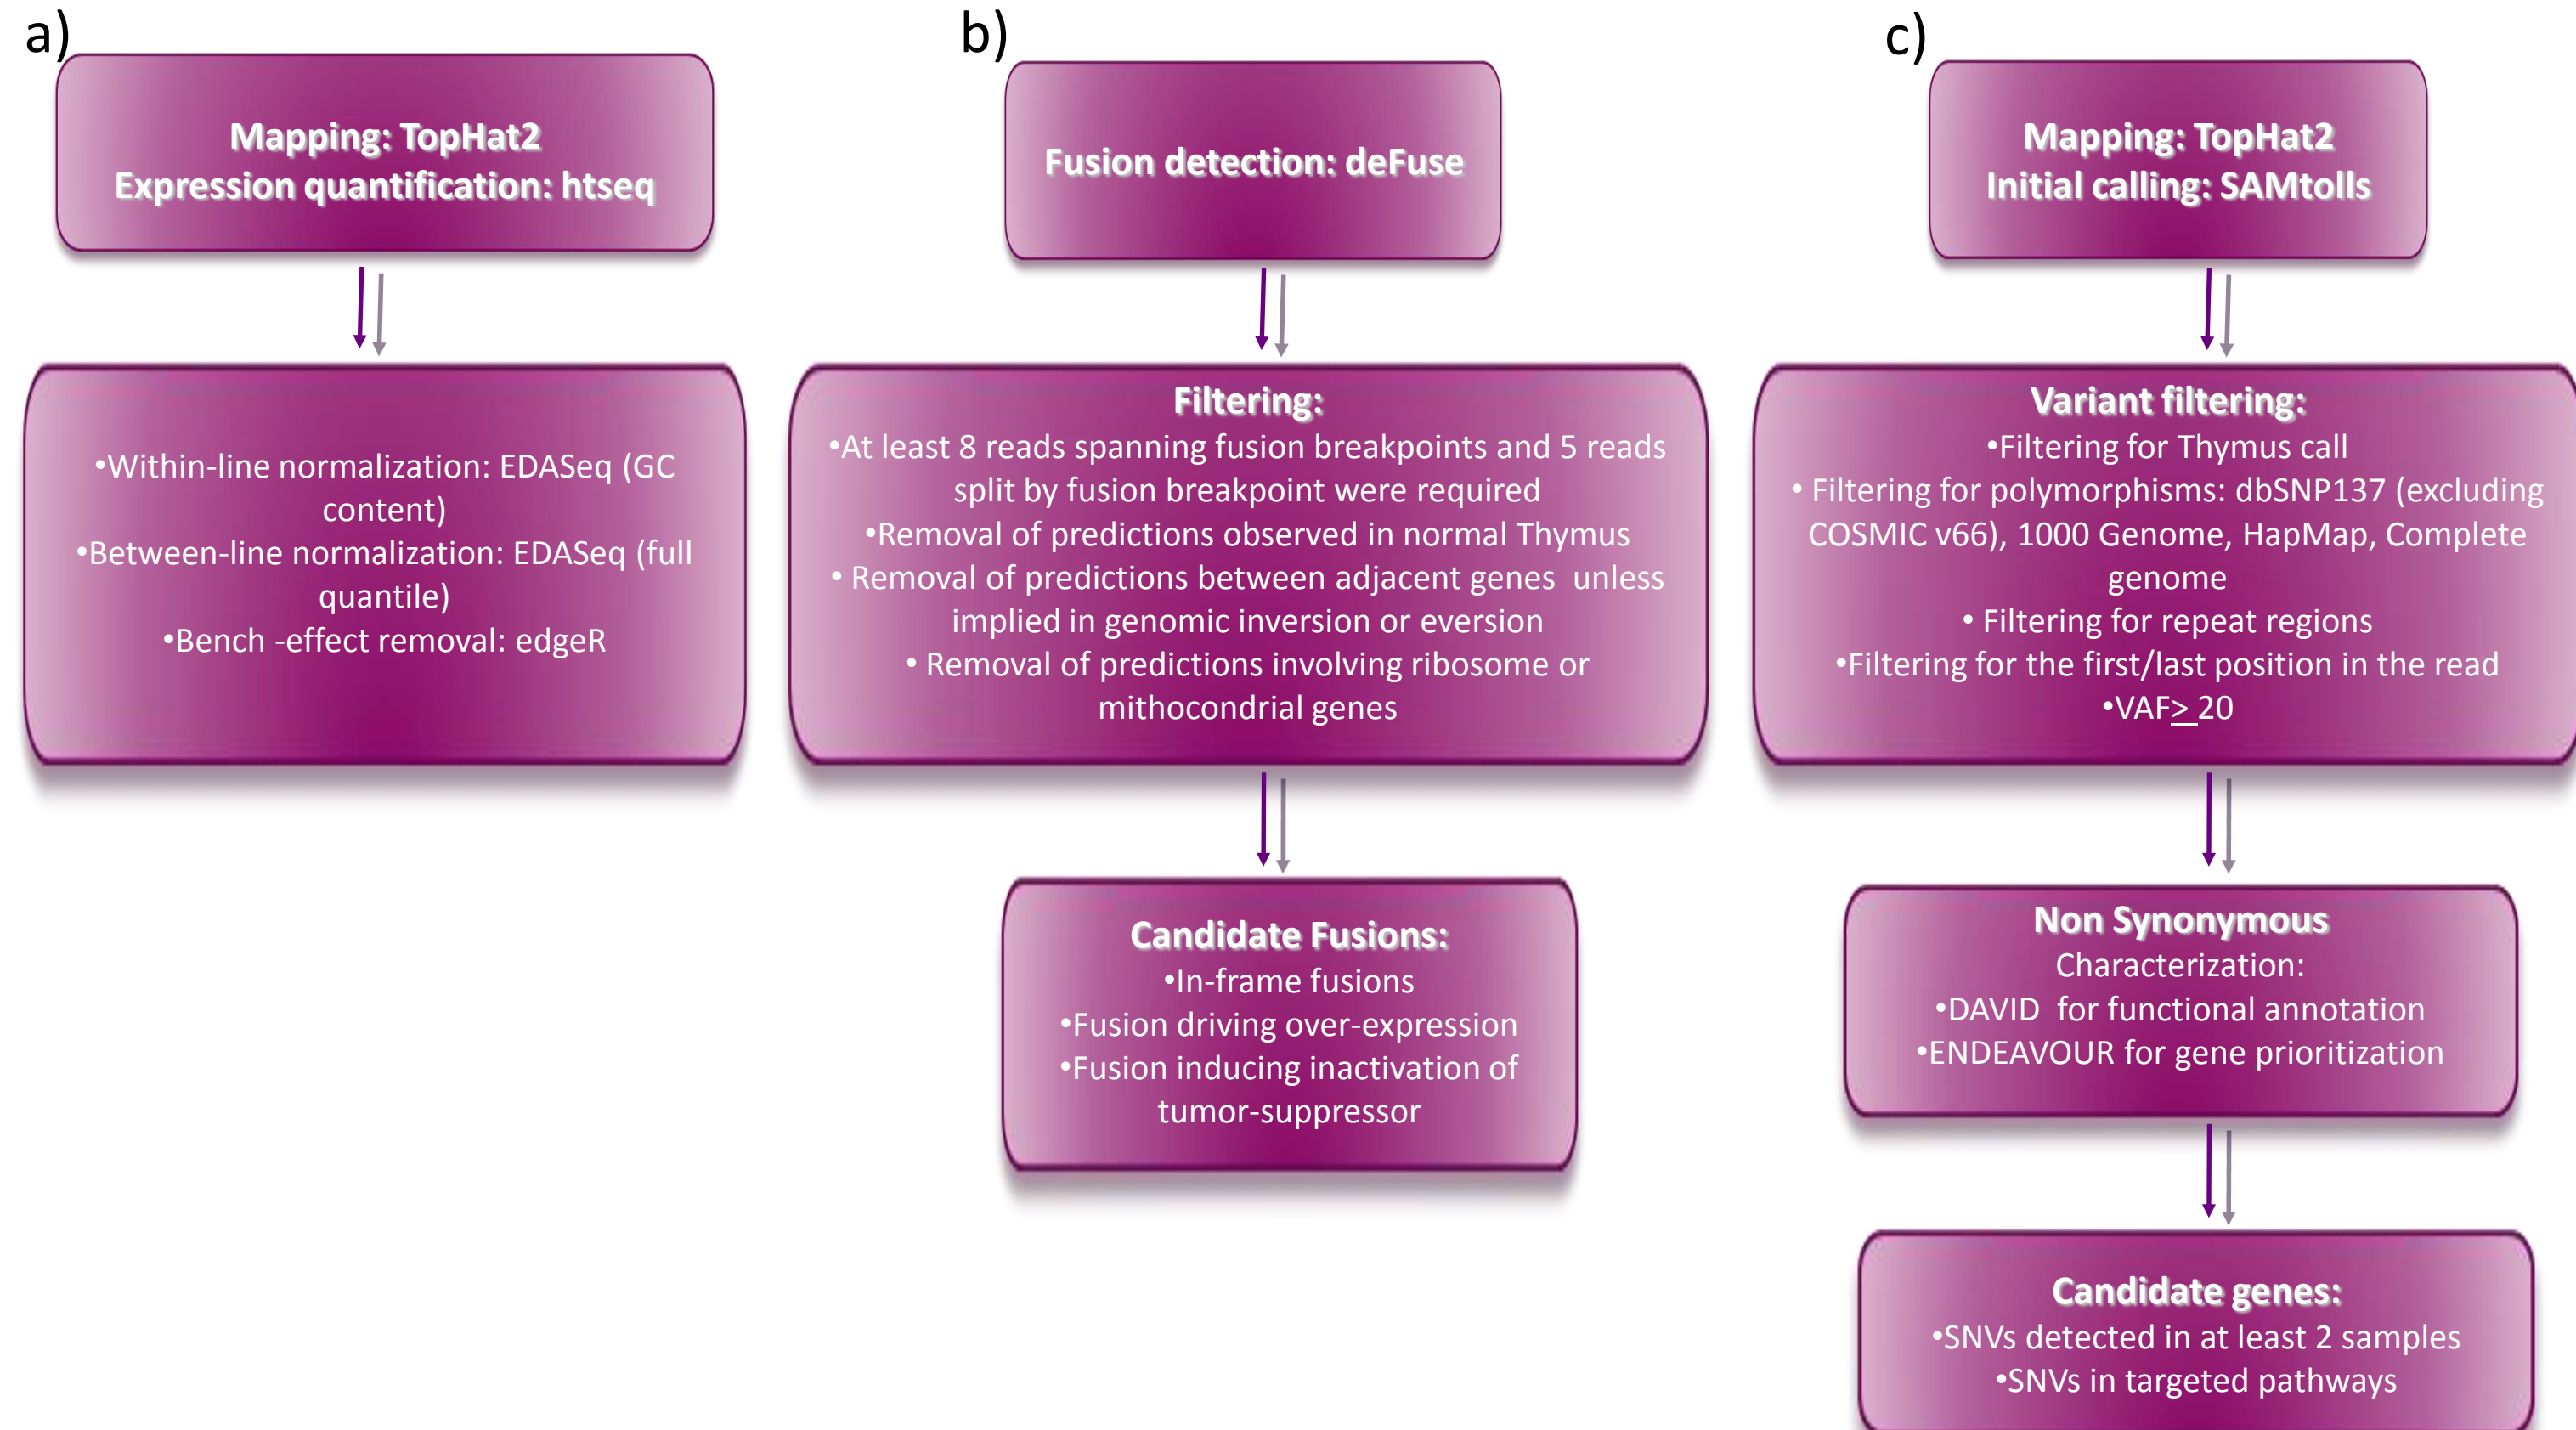 a)
Mapping: TopHat2
Expression quantification: htseq
•Within-line normalization: EDASeq (GC
content)
•Between-line normalization: EDASeq (full
quantile)
•Bench -effect removal: edgeR
b)
Fusion detection: deFuse
Filtering:
•At least 8 reads spanning fusion breakpoints and 5 reads
split by fusion breakpoint were required
•Removal of predictions observed in normal Thymus
• Removal of predictions between adjacent genes  unless
implied in genomic inversion or eversion
• Removal of predictions involving ribosome or
mithocondrial genes
Candidate Fusions:
•In-frame fusions
•Fusion driving over-expression
•Fusion inducing inactivation of
tumor-suppressor
c)
Mapping: TopHat2
Initial calling: SAMtolls
Variant filtering:
•Filtering for Thymus call
• Filtering for polymorphisms: dbSNP137 (excluding
COSMIC v66), 1000 Genome, HapMap, Complete
genome
• Filtering for repeat regions
•Filtering for the first/last position in the read
•VAF> 20
Non Synonymous
Characterization:
•DAVID  for functional annotation
•ENDEAVOUR for gene prioritization
Candidate genes:
•SNVs detected in at least 2 samples
•SNVs in targeted pathways